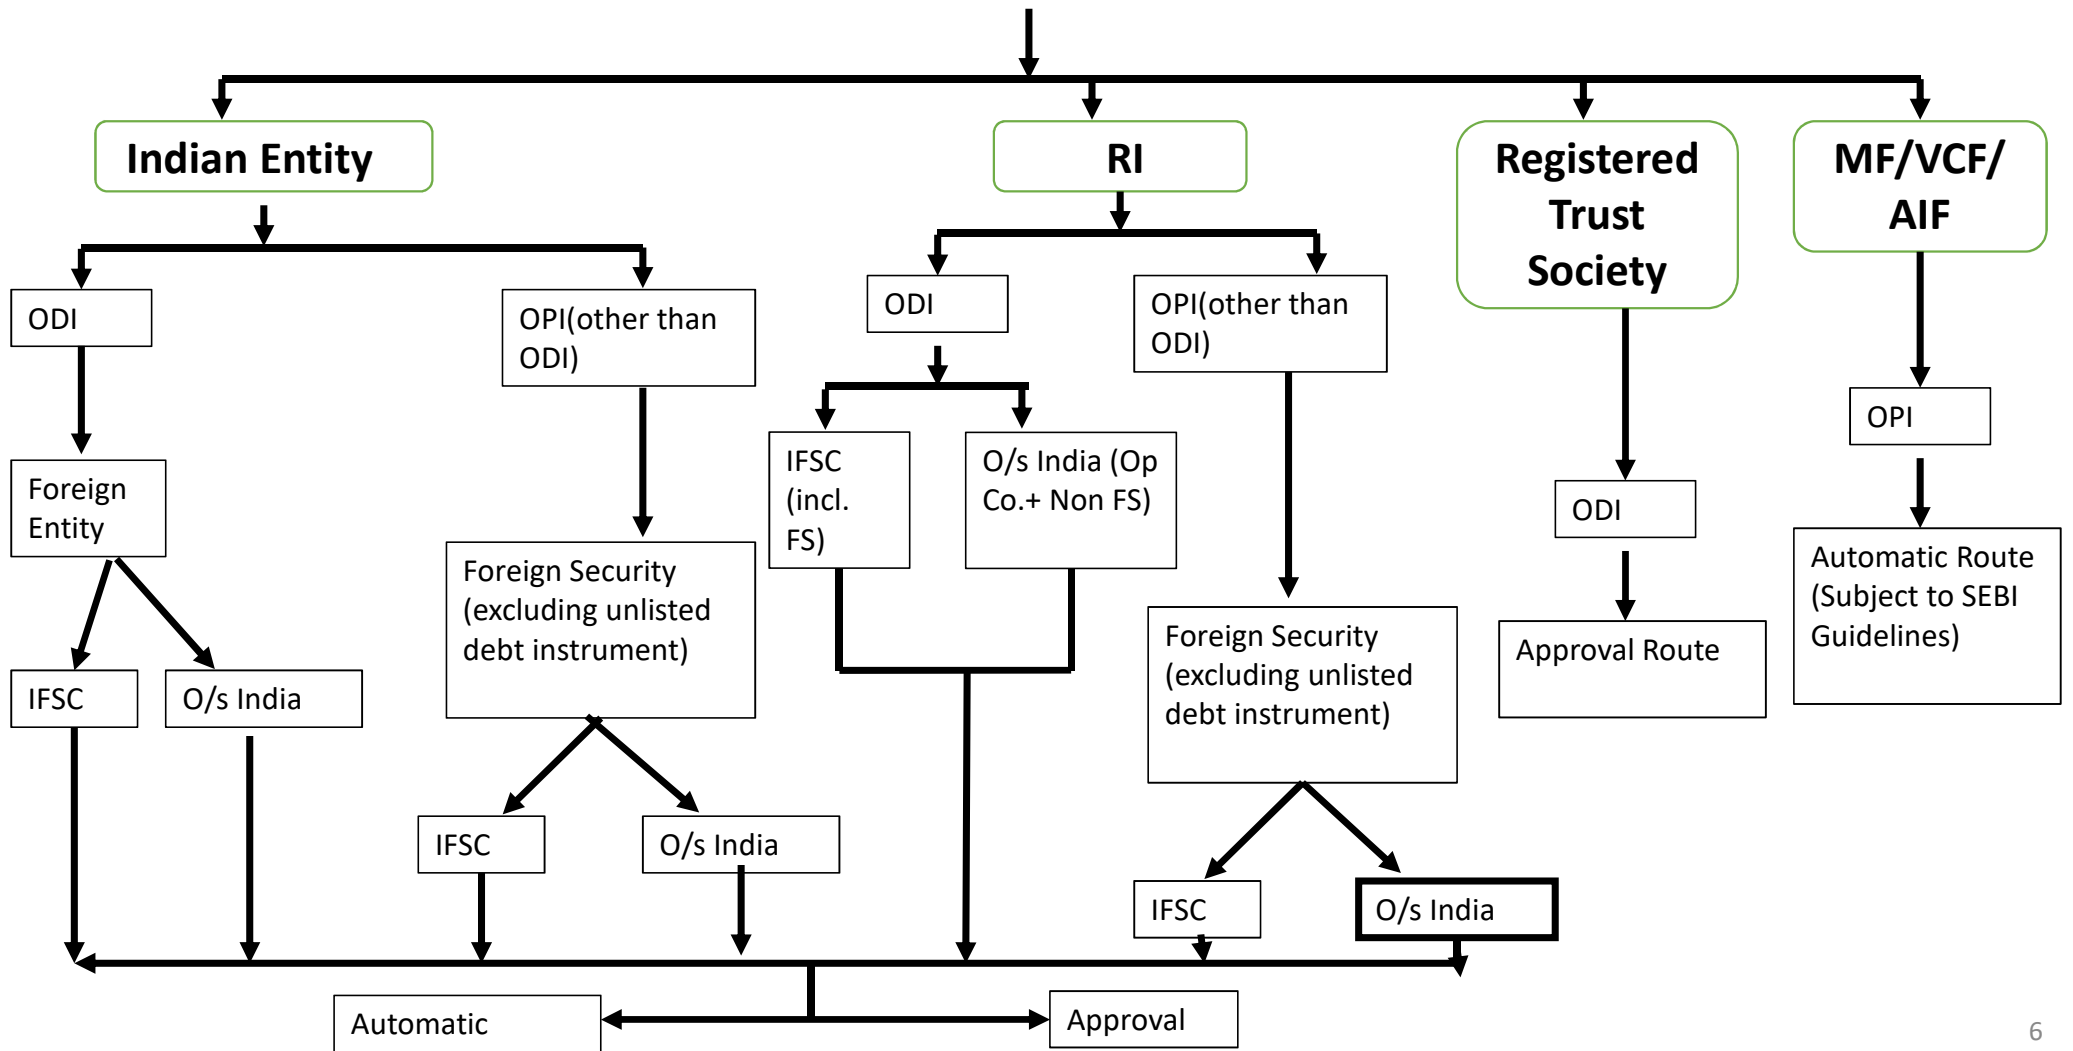 Indian Entity
RI
Registered
Trust
Society
MF/VCF/
AIF
ODI
OPI(other than
ODI)
ODI
OPI(other than
ODI)
OPI
Foreign
Entity
IFSC
(incl.
FS)
O/s India (Op
Co.+ Non FS)
ODI
Foreign Security
(excluding unlisted
debt instrument)
Foreign Security
(excluding unlisted
debt instrument)
Approval Route
Automatic Route
(Subject to SEBI
Guidelines)
IFSC
O/s India
IFSC
O/s India
IFSC
O/s India
Automatic
Approval
6